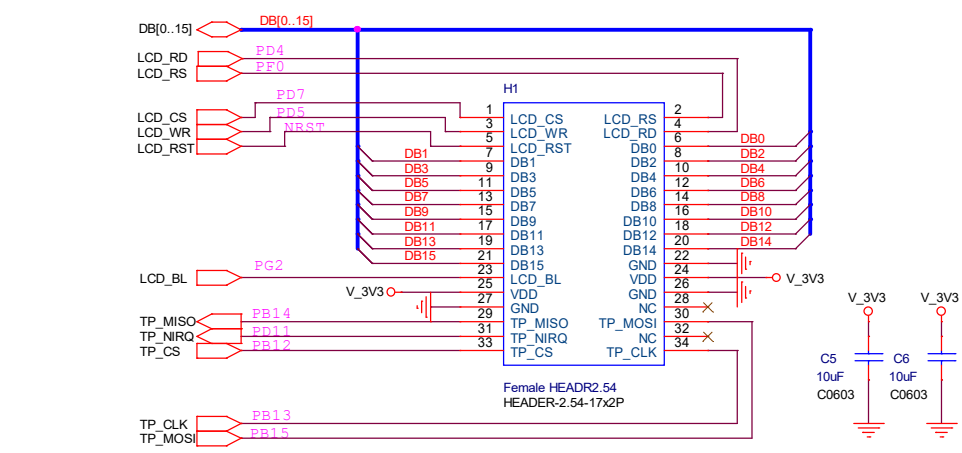 DB[0..15] DB[0..15]
LCD_RD PD4
LCD_RS PF0
H1
LCD_CS PD7 1 LCD_CS LCD_RS 2
LCD_WR PD5 3 LCD_WR LCD_RD 4
LCD_RST NRST 5 LCD_RST DB0 6 DB0
DB1 7 DB1 DB2 8 DB2
DB3 9 DB3 DB4 10 DB4
DB5 11 DB5 DB6 12 DB6
DB7 13 DB7 DB8 14 DB8
DB9 15 DB9 DB10 16 DB10
DB11 17 DB11 DB12 18 DB12
DB13 19 DB13 DB14 20 DB14
DB15 21 DB15 GND 22
LCD_BL PG2 23 LCD_BL VDD 24 V_3V3
V_3V3 25 VDD GND 26
27 GND NC 28
TP_MISO PB14 29 TP_MISO TP_MOSI 30
TP_NIRQ PD11 31 TP_NIRQ NC 32
TP_CS PB12 33 TP_CS TP_CLK 34
Female HEADR2.54
HEADER-2.54-17x2P
TP_CLK PB13
TP_MOSI PB15
V_3V3 V_3V3
C5 C6
10uF 10uF
C0603 C0603